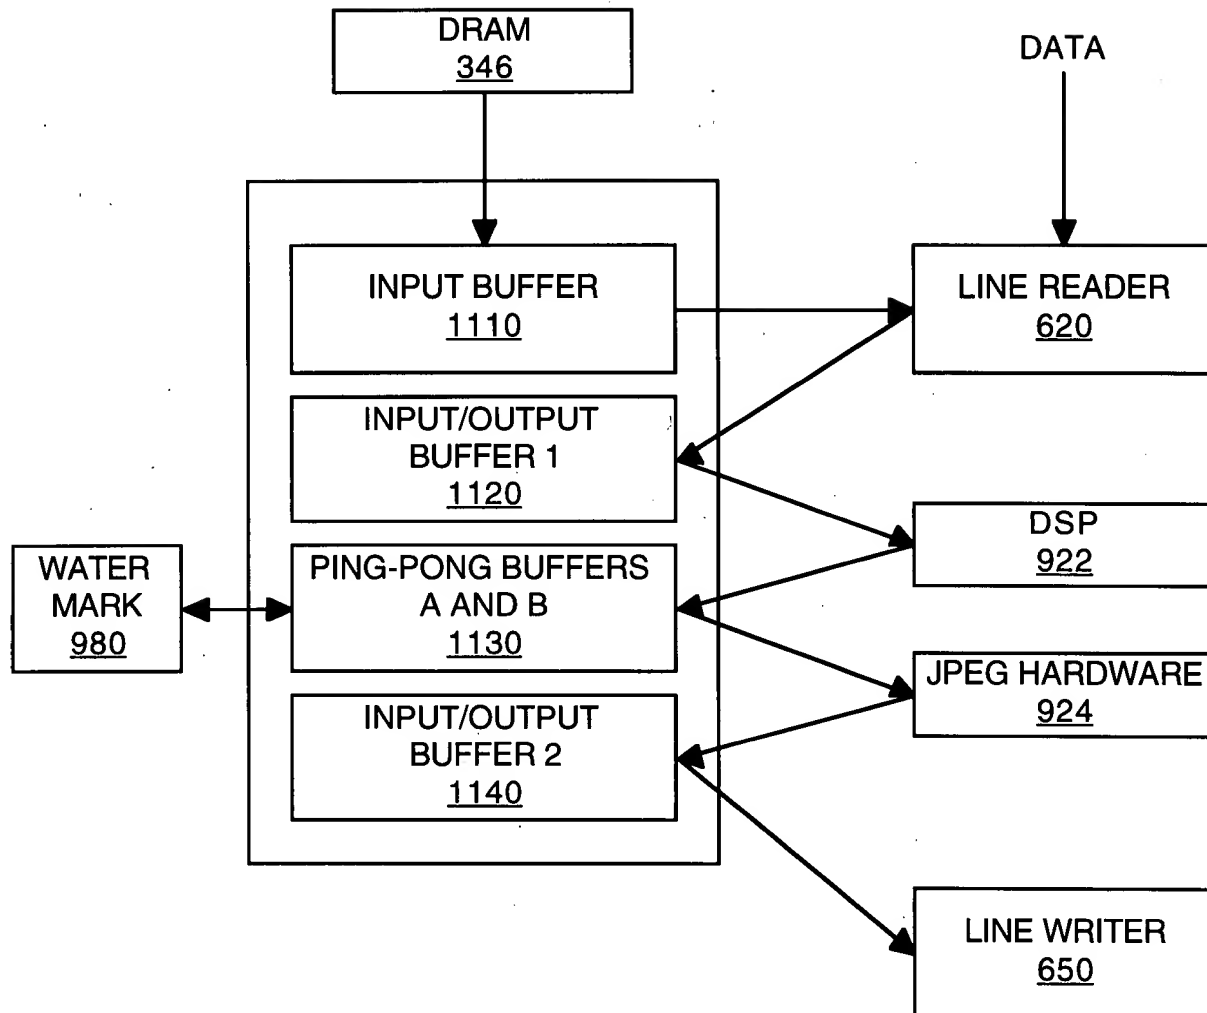 DRAM
346
DATA
INPUT BUFFER
1110
LINE READER
620
INPUT/OUTPUT
BUFFER 1
1120
DSP
922
WATER
MARK
980
PING-PONG BUFFERS
A AND B
1130
JPEG HARDWARE
924
INPUT/OUTPUT
BUFFER 2
1140
LINE WRITER
650